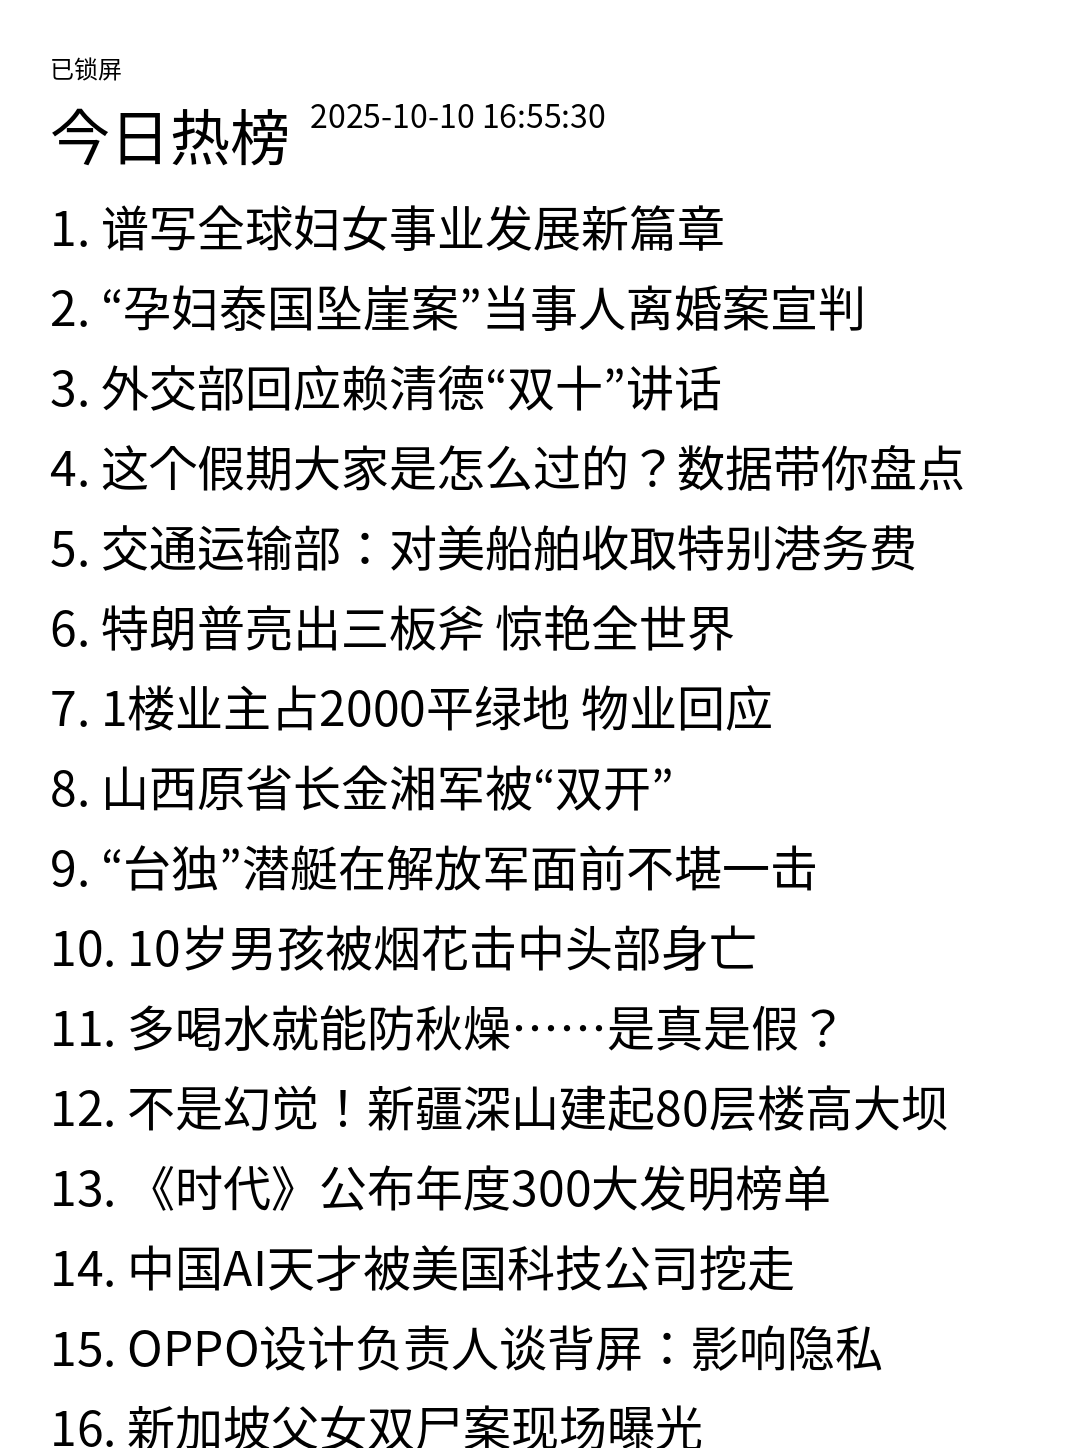 已锁屏
今日热榜 2025-10-10 16:55:30
1. 谱写全球妇女事业发展新篇章
2. “孕妇泰国坠崖案”当事人离婚案宣判
3. 外交部回应赖清德“双十”讲话
4. 这个假期大家是怎么过的？数据带你盘点
5. 交通运输部：对美船舶收取特别港务费
6. 特朗普亮出三板斧 惊艳全世界
7. 1楼业主占2000平绿地 物业回应
8. 山西原省长金湘军被“双开”
9. “台独”潜艇在解放军面前不堪一击
10. 10岁男孩被烟花击中头部身亡
11. 多喝水就能防秋燥……是真是假？
12. 不是幻觉！新疆深山建起80层楼高大坝
13. 《时代》公布年度300大发明榜单
14. 中国AI天才被美国科技公司挖走
15. OPPO设计负责人谈背屏：影响隐私
16. 新加坡父女双尸案现场曝光